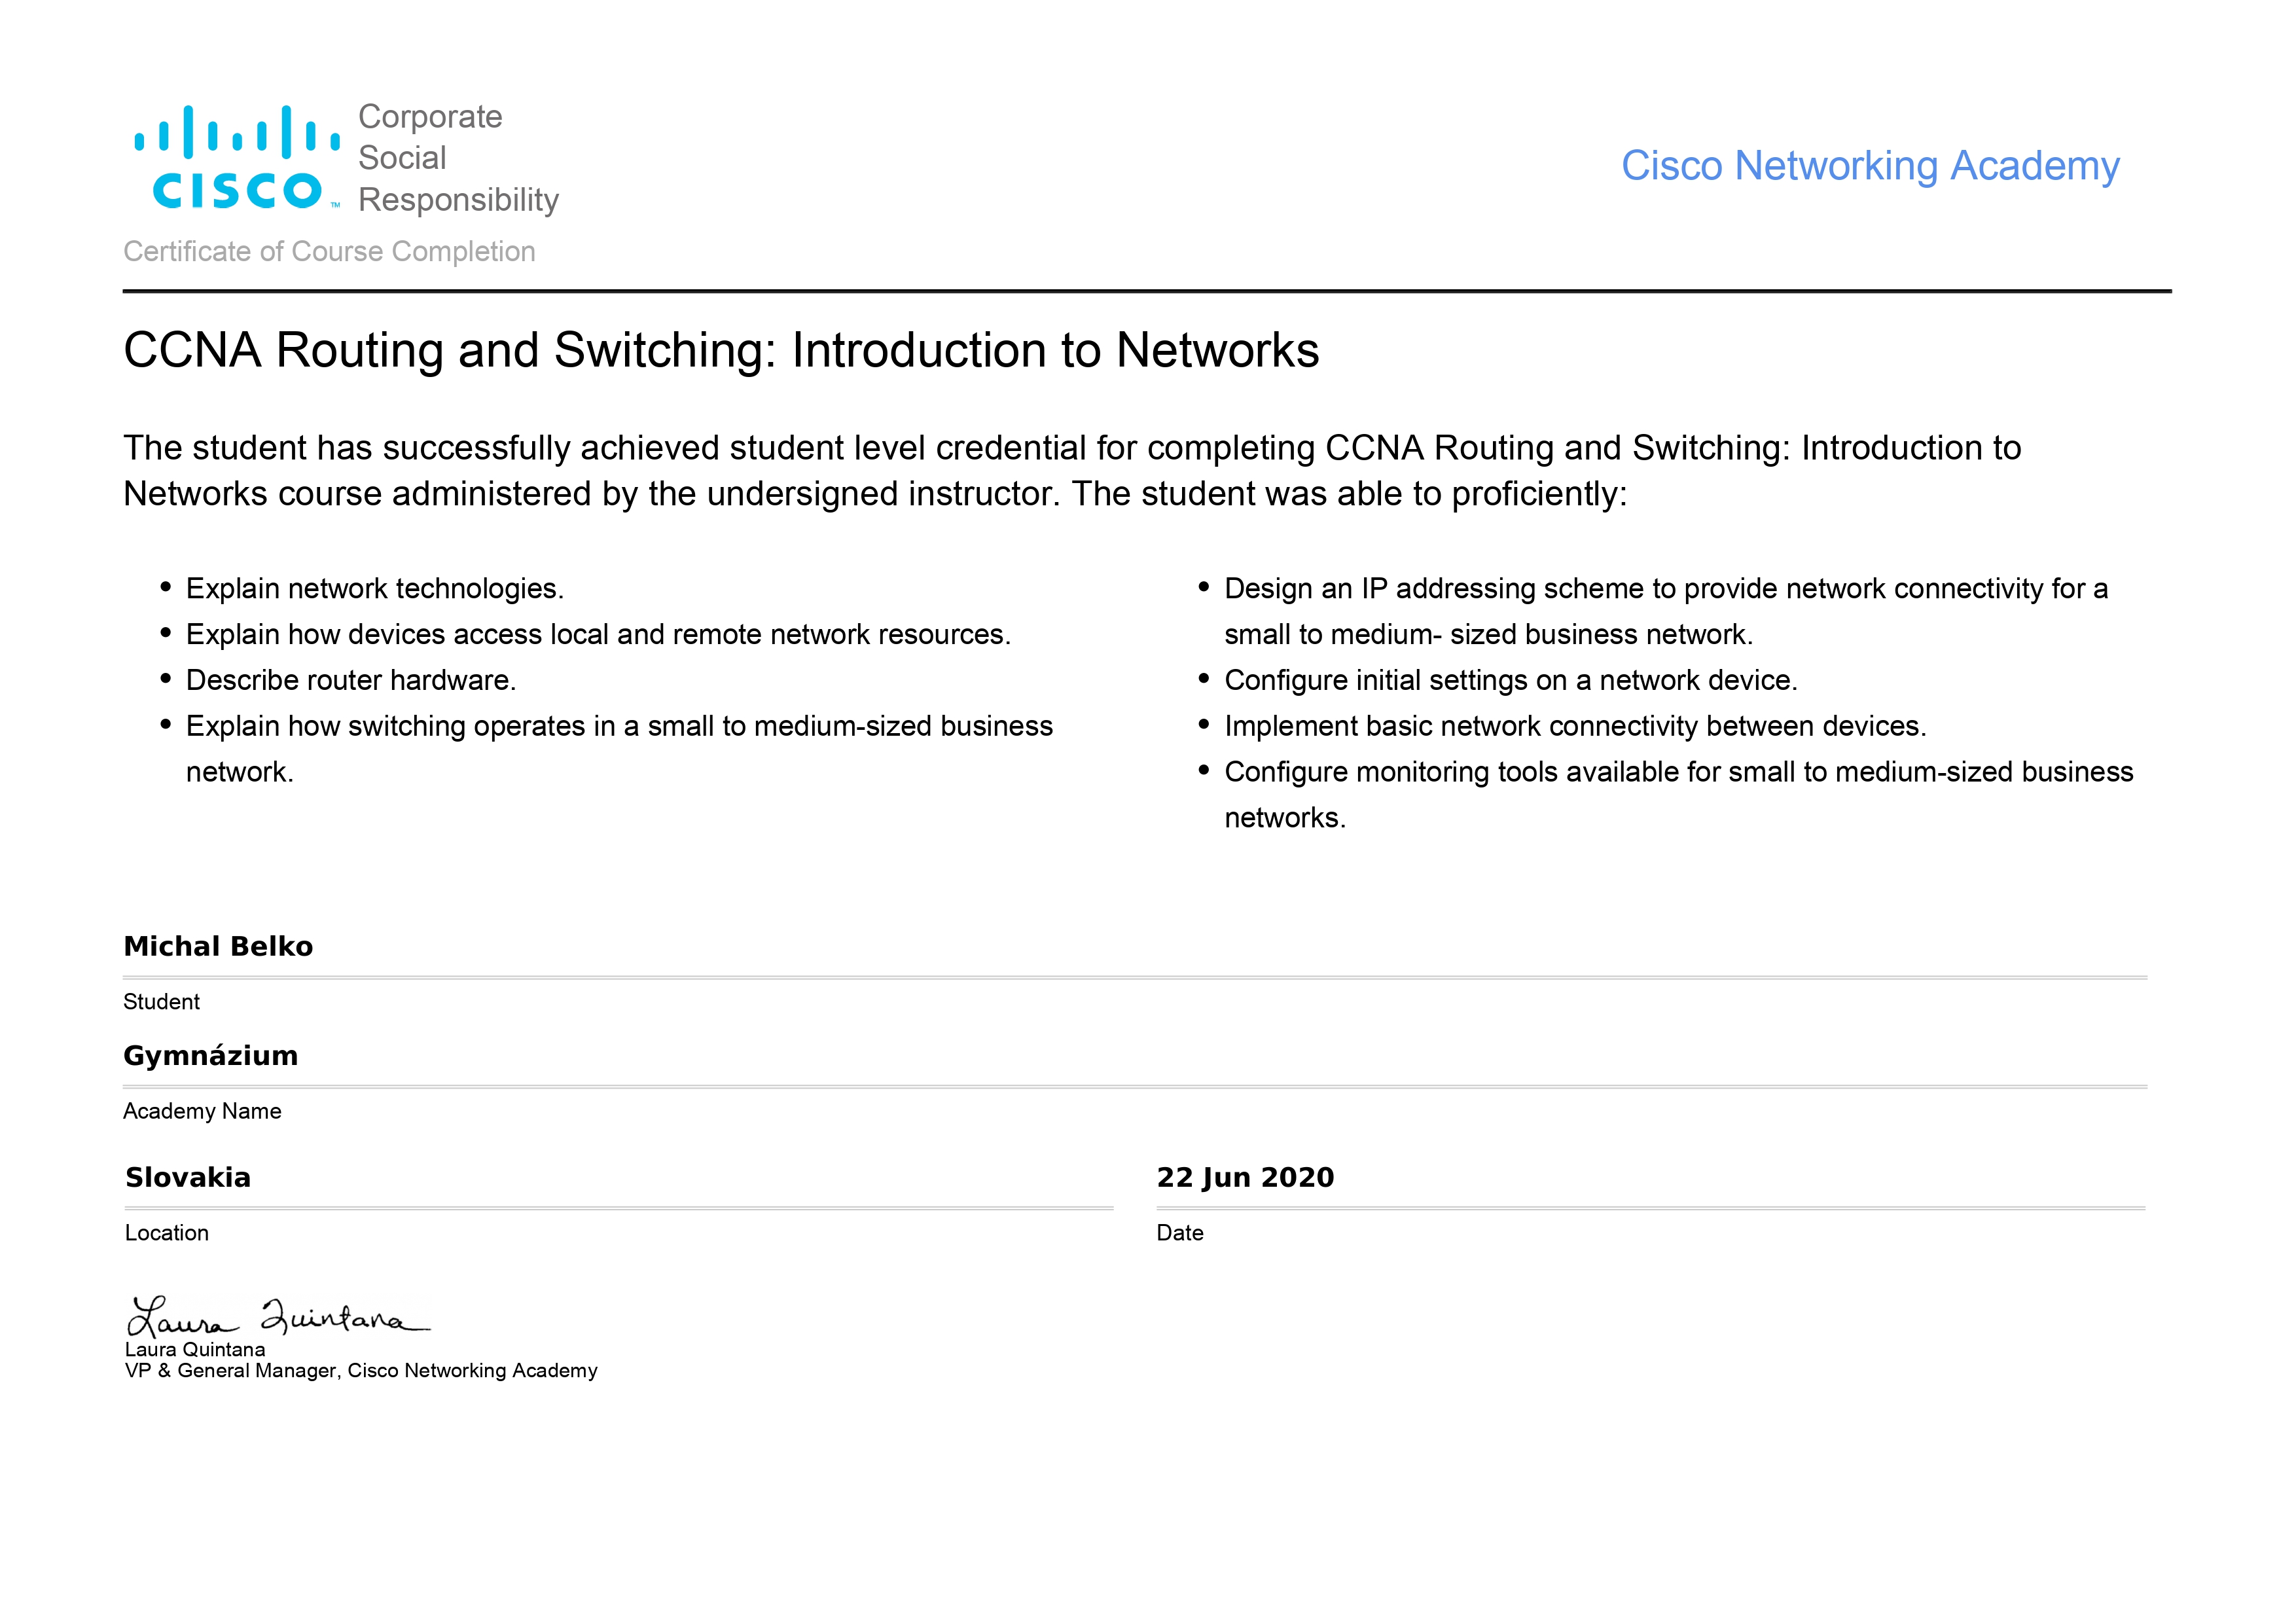 Corporate
Social
Responsibility
CISCO™
Cisco Networking Academy
Certificate of Course Completion
CCNA Routing and Switching: Introduction to Networks
The student has successfully achieved student level credential for completing CCNA Routing and Switching: Introduction to
Networks course administered by the undersigned instructor. The student was able to proficiently:
• Explain network technologies.
• Explain how devices access local and remote network resources.
• Describe router hardware.
• Explain how switching operates in a small to medium-sized business
network.
• Design an IP addressing scheme to provide network connectivity for a
small to medium- sized business network.
• Configure initial settings on a network device.
• Implement basic network connectivity between devices.
• Configure monitoring tools available for small to medium-sized business
networks.
Michal Belko
Student
Gymnázium
Academy Name
Slovakia
Location
22 Jun 2020
Date
Laura Quintana
Laura Quintana
VP & General Manager, Cisco Networking Academy